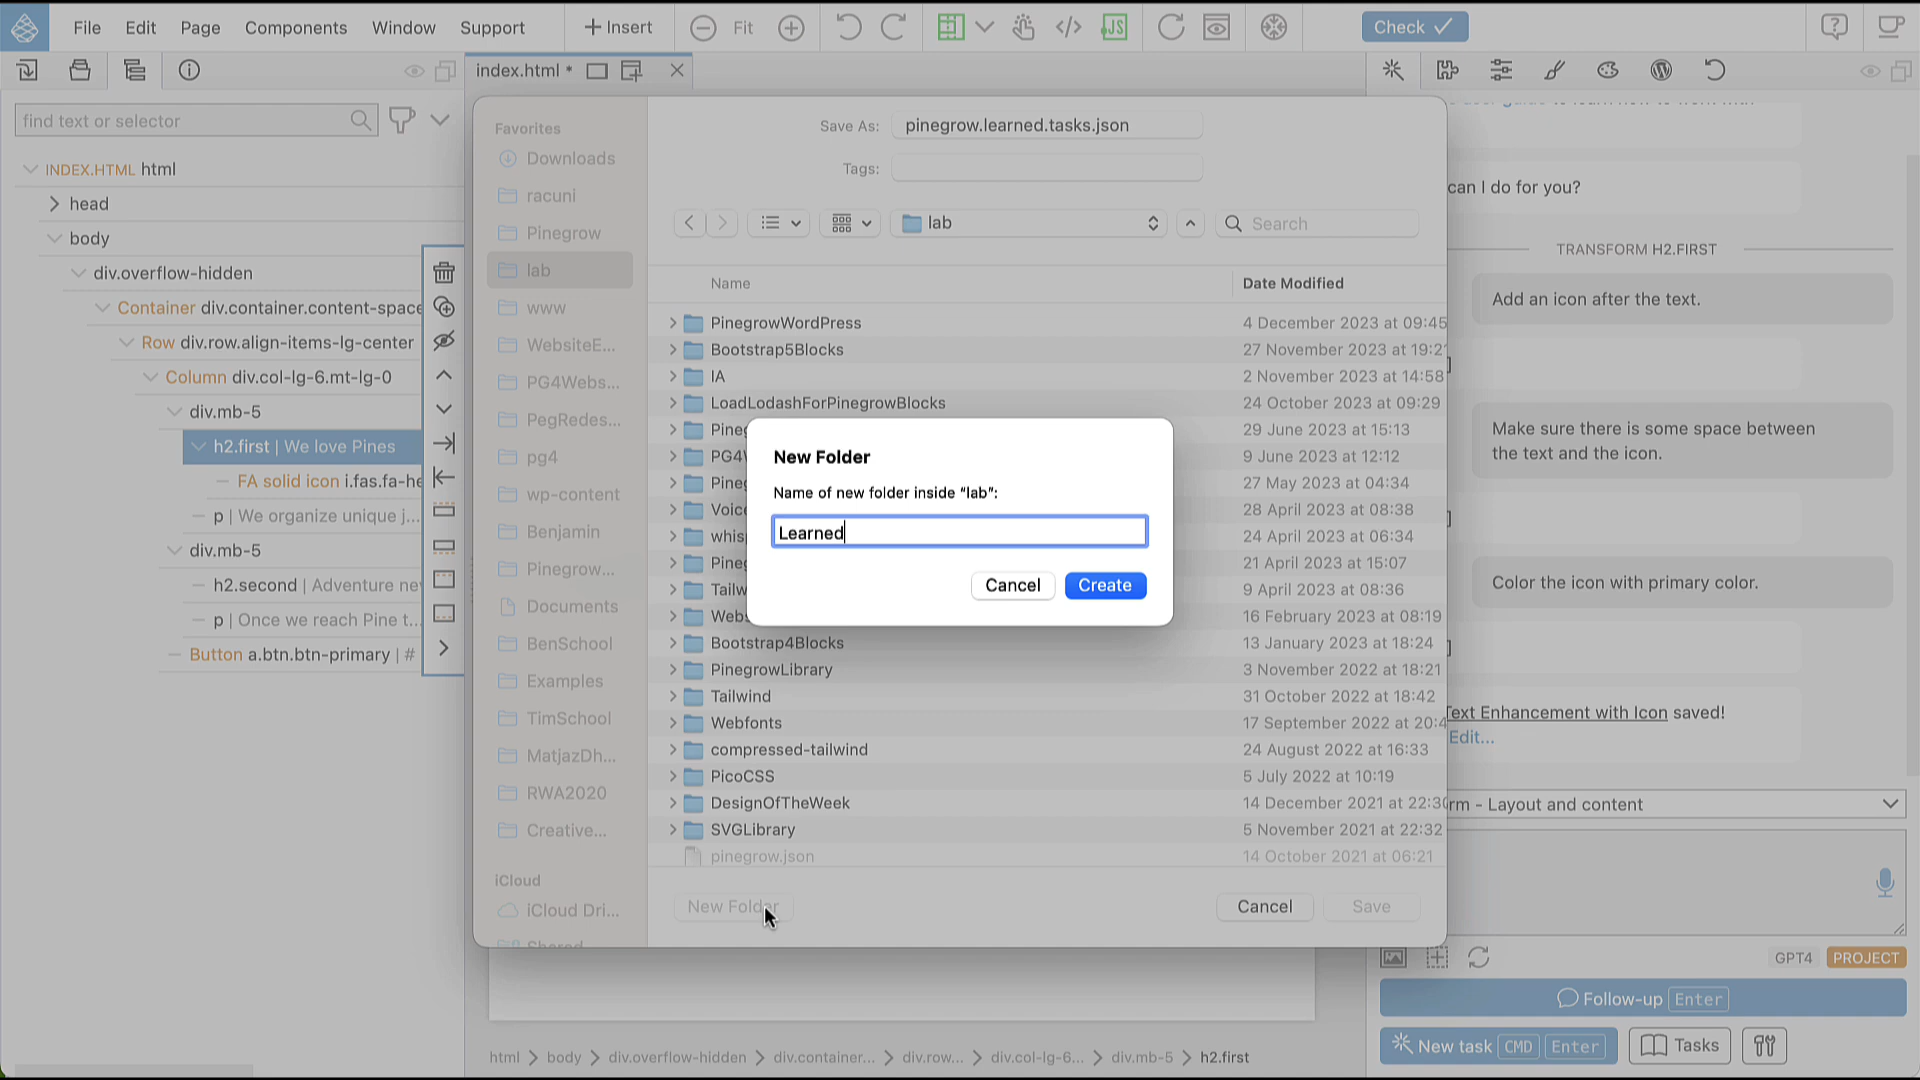 File Edit Page Components Window Support + Insert Fit JS Check
index.html *
find text or selector
INDEX.HTML html
head
body
div.overflow-hidden
Container div.container.content-space
Row div.row.align-items-lg-center
Column div.col-lg-6.mt-lg-0
div.mb-5
h2.first | We love Pines
FA solid icon i.fas.fa-he
p | We organize unique j...
div.mb-5
h2.second | Adventure ne
p | Once we reach Pine t...
Button a.btn.btn-primary | #
Favorites
Downloads
racuni
Pinegrow
lab
www
WebsiteE...
PG4Webs...
PegRedes...
pg4
wp-content
Benjamin
Pinegrow...
Documents
BenSchool
Examples
TimSchool
MatjazDh...
RWA2020
Creative...
iCloud
iCloud Dri...
Shared
Save As: pinegrow.learned.tasks.json
Tags:
lab
Search
Name Date Modified
PinegrowWordPress 4 December 2023 at 09:45
Bootstrap5Blocks 27 November 2023 at 19:2
IA 2 November 2023 at 14:58
LoadLodashForPinegrowBlocks 24 October 2023 at 09:29
Pineg 29 June 2023 at 15:13
PG4 9 June 2023 at 12:12
Pineg 27 May 2023 at 04:34
Voice 28 April 2023 at 08:38
whisp 24 April 2023 at 06:34
Pineg 21 April 2023 at 15:07
Tailw 9 April 2023 at 08:36
Webs 16 February 2023 at 08:19
Bootstrap4Blocks 13 January 2023 at 18:24
PinegrowLibrary 3 November 2022 at 18:21
Tailwind 31 October 2022 at 18:42
Webfonts 17 September 2022 at 20:4
compressed-tailwind 24 August 2022 at 16:33
PicoCSS 5 July 2022 at 10:19
DesignOfTheWeek 14 December 2021 at 22:30
SVGLibrary 5 November 2021 at 22:32
pinegrow.json 14 October 2021 at 06:21
New Folder Cancel Save
New Folder
Name of new folder inside “lab”:
Learned
Cancel Create
can I do for you?
TRANSFORM H2.FIRST
Add an icon after the text.
]
Make sure there is some space between
the text and the icon.
]
Color the icon with primary color.
]
Text Enhancement with Icon saved!
Edit...
rm - Layout and content
GPT4 PROJECT
Follow-up Enter
New task CMD Enter Tasks
html > body > div.overflow-hidden > div.container... > div.row... > div.col-lg-6... > div.mb-5 > h2.first